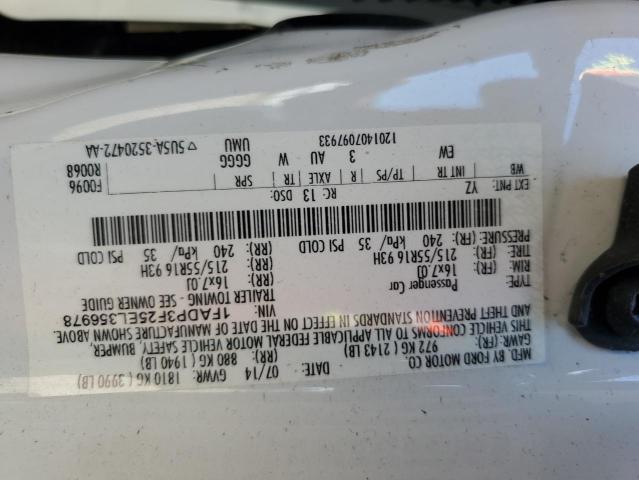 MFD. BY FORD MOTOR CO.
DATE: 07/14 GVWR: 1810 KG ( 3990 LB)
GAWR: (FR): 972 KG ( 2143 LB) (RR): 880 KG ( 1940 LB)
THIS VEHICLE CONFORMS TO ALL APPLICABLE FEDERAL MOTOR VEHICLE SAFETY, BUMPER,
AND THEFT PREVENTION STANDARDS IN EFFECT ON THE DATE OF MANUFACTURE SHOWN ABOVE.
VIN: 1FADP3F25EL356978
TYPE: Passenger Car TRAILER TOWING - SEE OWNER GUIDE
RIM: 16x7.0J 16x7.0J
TIRE: (FR): 215/55R16 93H (RR): 215/55R16 93H
PRESSURE: (FR): 240 kPa/ 35 PSI COLD (RR): 240 kPa/ 35 PSI COLD
EXT PNT: YZ RC: 13 DSO: F0096
WB INT TR TP/PS R AXLE TR SPR R0068
EW 3 AU W GGGG
UMU
120140709793​3 ▽5U5A-3520472-AA